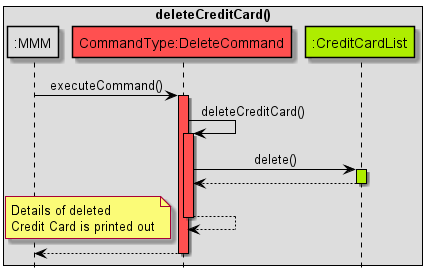 deleteCreditCard()
:MMM
CommandType:DeleteCommand
:CreditCardList
executeCommand()
deleteCreditCard()
delete()
Details of deleted
Credit Card is printed out